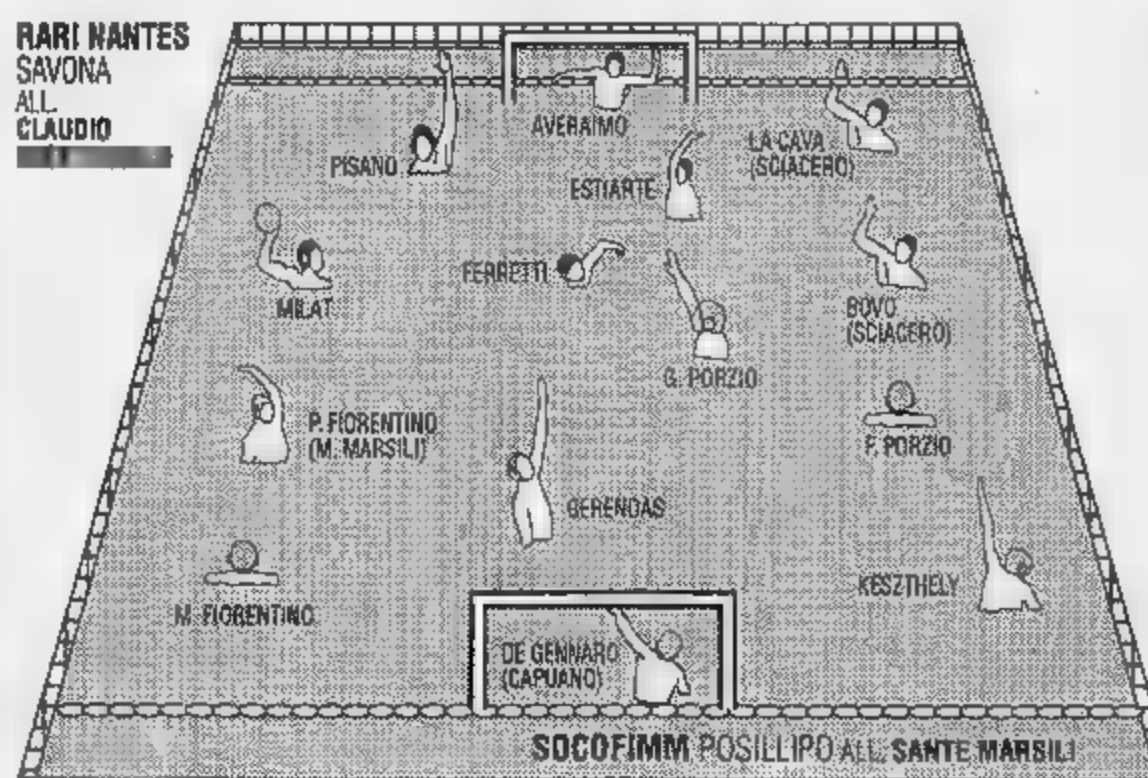 RARI NANTES
SAVONA
ALL.
CLAUDIO
AVERAIMO
PISANO
LA CAVA
(SCIACERO)
ESTIARTE
FERRETTI
MILAT
BOVO
(SCIACERO)
G. PORZIO
P. FIORENTINO
(M. MARSILI)
F. PORZIO
GERENDAS
KESZTHELY
M. FIORENTINO
DE GENNARO
(CAPUANO)
SOCOFIMM POSILLIPO ALL. SANTE MARSILI